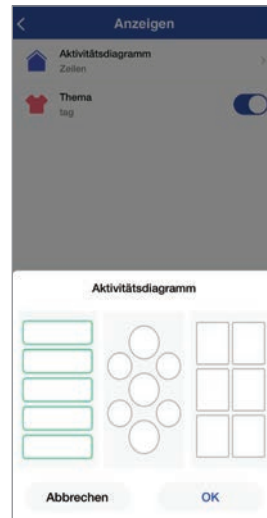 Anzeigen
Aktivitätsdiagramm
Zeilen
Thema
tag
Aktivitätsdiagramm
Abbrechen OK